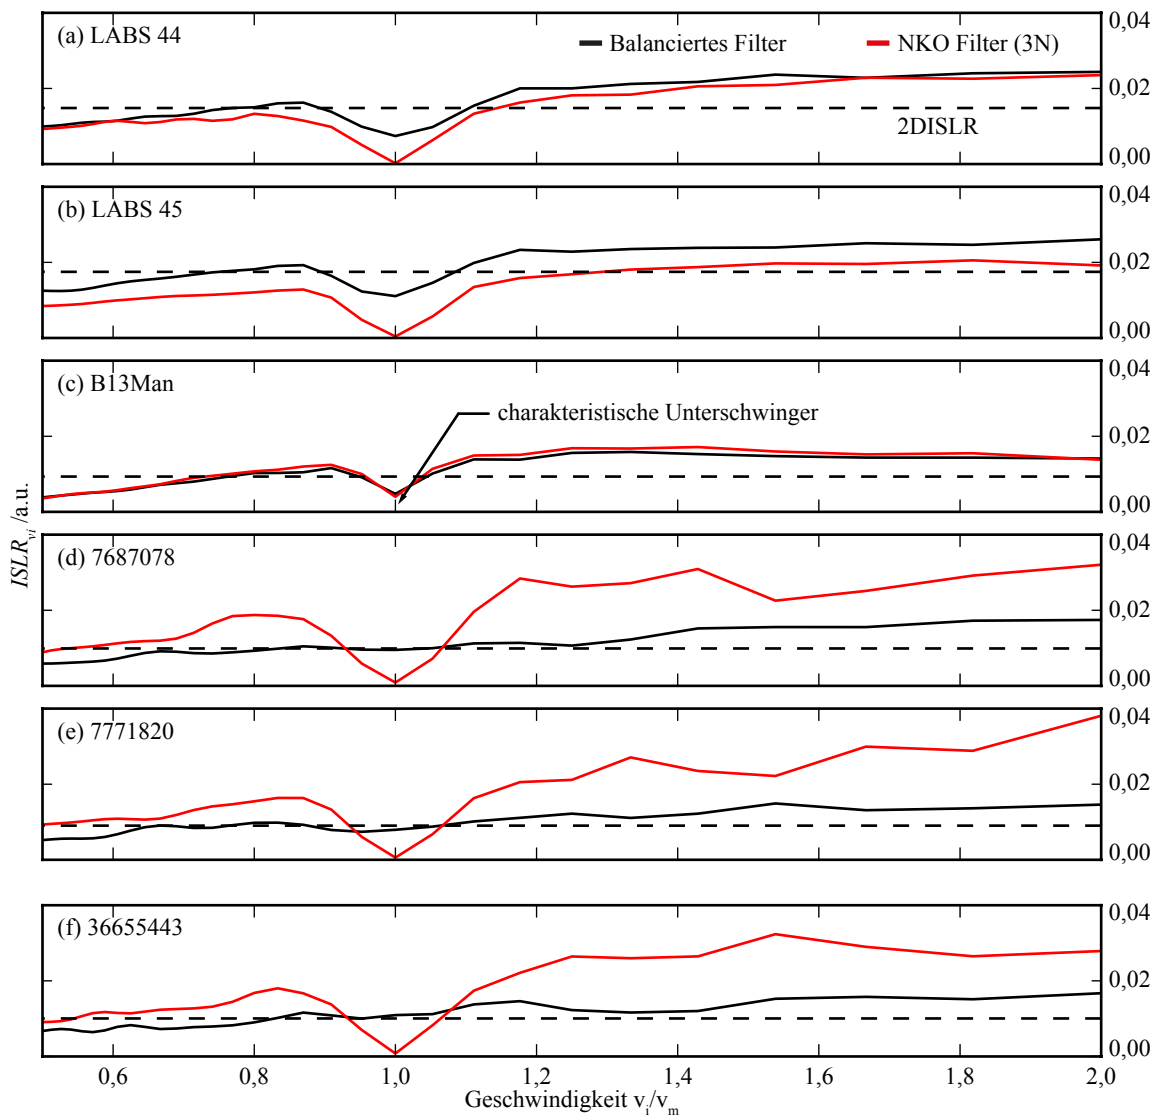 (a) LABS 44
Balanciertes Filter
NKO Filter (3N)
2DISLR
0,04
0,02
0,00
(b) LABS 45
0,04
0,02
0,00
(c) B13Man
charakteristische Unterschwinger
0,04
0,02
0,00
ISLR_vi /a.u.
(d) 7687078
0,04
0,02
0,00
(e) 7771820
0,04
0,02
0,00
(f) 36655443
0,04
0,02
0,00
0,6 0,8 1,0 1,2 1,4 1,6 1,8 2,0
Geschwindigkeit v_i/v_m